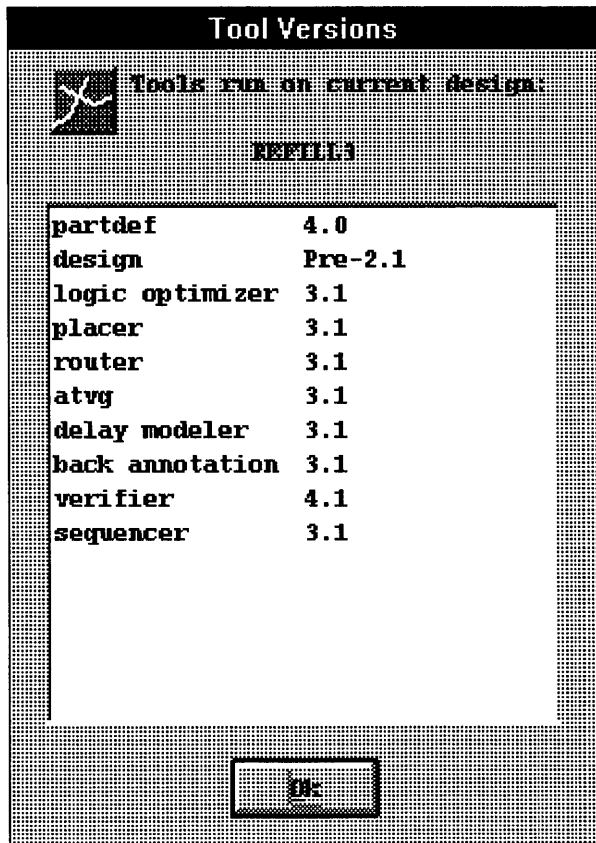 Tool Versions
Tools run on current design:
REFILL3
partdef 4.0
design Pre-2.1
logic optimizer 3.1
placer 3.1
router 3.1
atvg 3.1
delay modeler 3.1
back annotation 3.1
verifier 4.1
sequencer 3.1
Ok